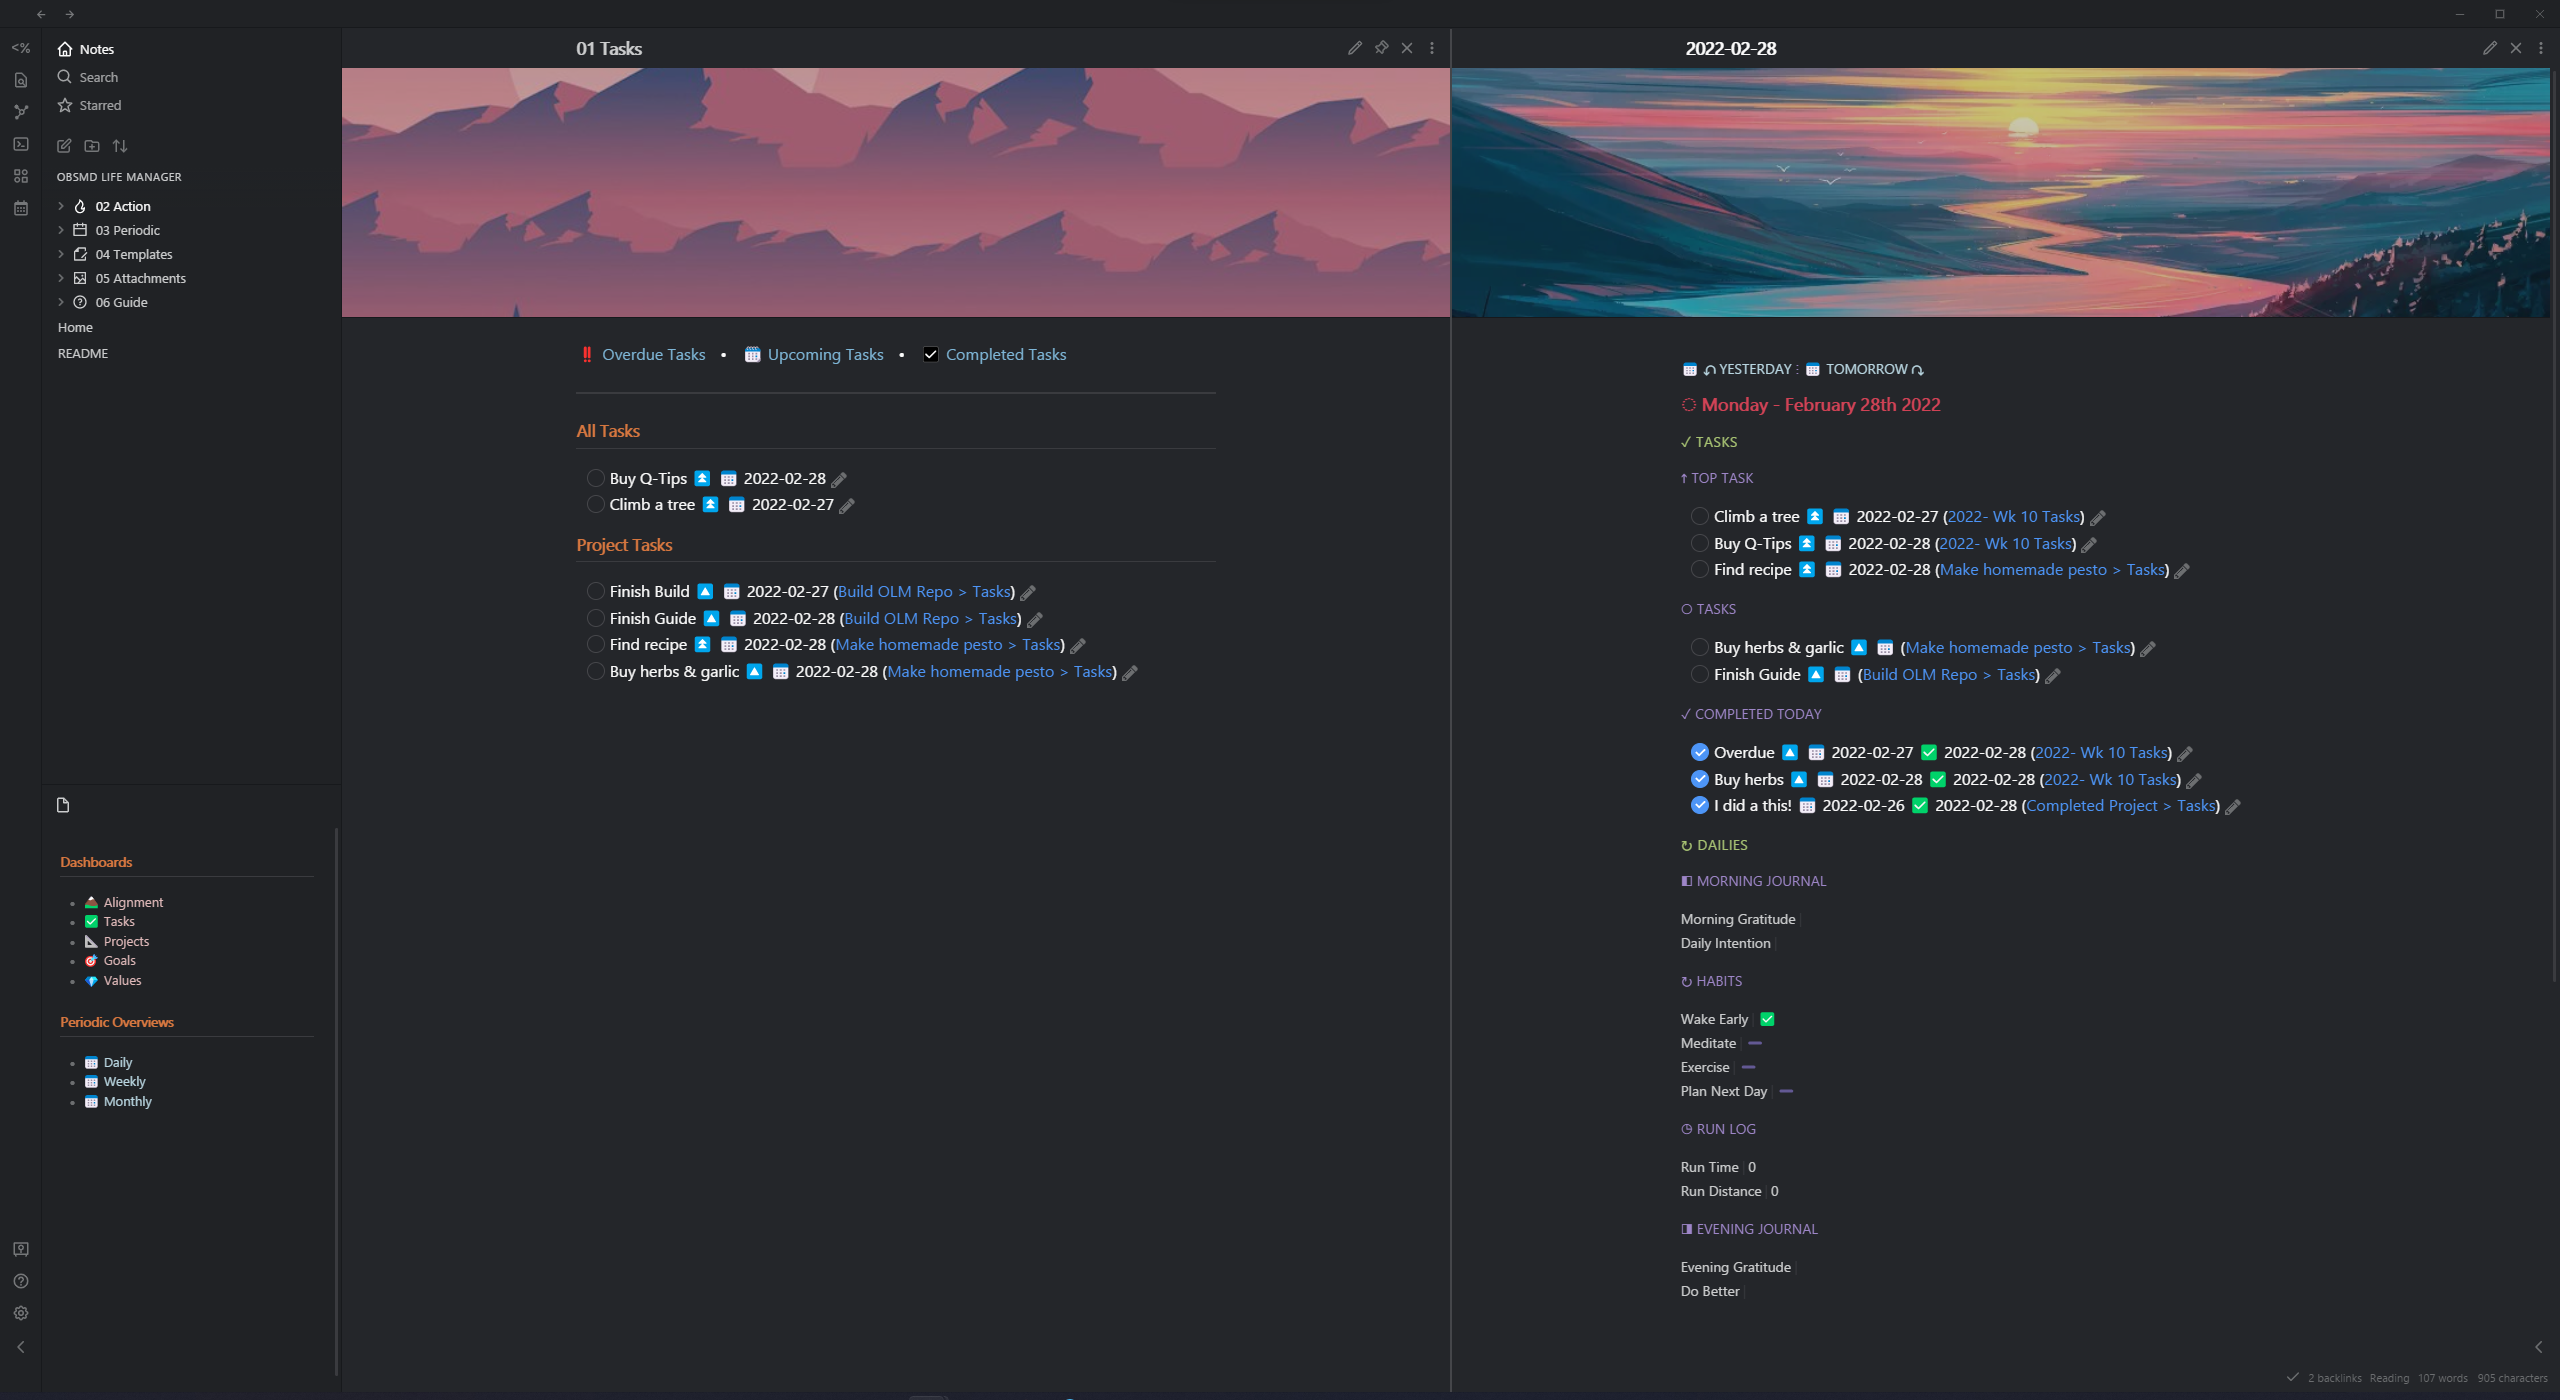 Notes
Search
Starred
OBSMD LIFE MANAGER
02 Action
03 Periodic
04 Templates
05 Attachments
06 Guide
Home
README
Dashboards
Alignment
Tasks
Projects
Goals
Values
Periodic Overviews
Daily
Weekly
Monthly
01 Tasks
‼ Overdue Tasks • Upcoming Tasks • Completed Tasks
All Tasks
Buy Q-Tips 2022-02-28
Climb a tree 2022-02-27
Project Tasks
Finish Build 2022-02-27 (Build OLM Repo > Tasks)
Finish Guide 2022-02-28 (Build OLM Repo > Tasks)
Find recipe 2022-02-28 (Make homemade pesto > Tasks)
Buy herbs & garlic 2022-02-28 (Make homemade pesto > Tasks)
2022-02-28
YESTERDAY : TOMORROW
Monday - February 28th 2022
✓ TASKS
↑ TOP TASK
Climb a tree 2022-02-27 (2022- Wk 10 Tasks)
Buy Q-Tips 2022-02-28 (2022- Wk 10 Tasks)
Find recipe 2022-02-28 (Make homemade pesto > Tasks)
○ TASKS
Buy herbs & garlic (Make homemade pesto > Tasks)
Finish Guide (Build OLM Repo > Tasks)
✓ COMPLETED TODAY
Overdue 2022-02-27 2022-02-28 (2022- Wk 10 Tasks)
Buy herbs 2022-02-28 2022-02-28 (2022- Wk 10 Tasks)
I did a this! 2022-02-26 2022-02-28 (Completed Project > Tasks)
↻ DAILIES
MORNING JOURNAL
Morning Gratitude
Daily Intention
↻ HABITS
Wake Early
Meditate
Exercise
Plan Next Day
RUN LOG
Run Time 0
Run Distance 0
EVENING JOURNAL
Evening Gratitude
Do Better
2 backlinks Reading 107 words 905 characters